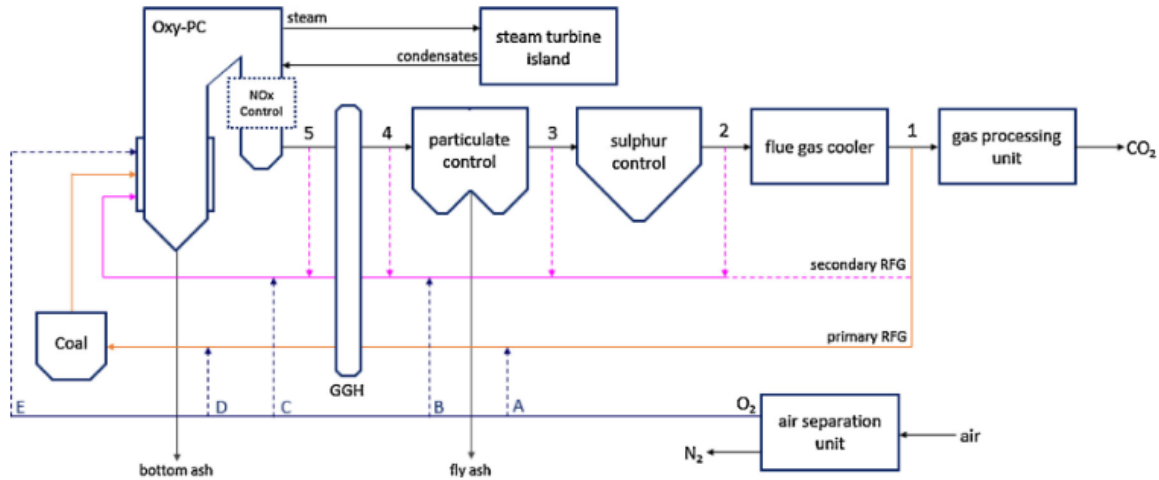 Oxy-PC
steam
steam turbine
island
condensates
NOx
Control
5
4
particulate
control
3
sulphur
control
2
flue gas cooler
1
gas processing
unit
CO₂
secondary RFG
primary RFG
Coal
GGH
E
D
C
B
A
O₂
air separation
unit
air
N₂
bottom ash
fly ash